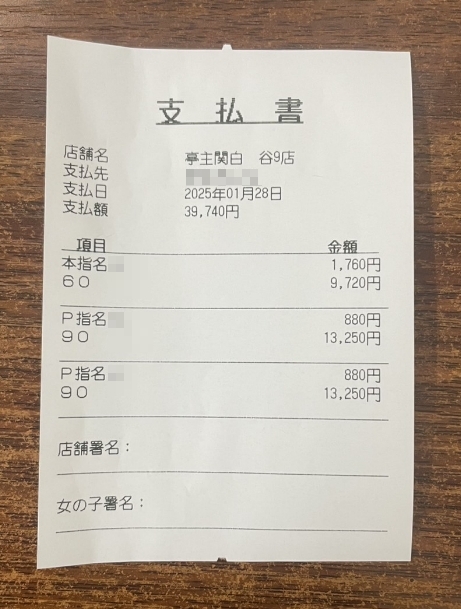 支払書
店舗名　亭主関白　谷9店
支払先
支払日　2025年01月28日
支払額　39,740円
項目　金額
本指名　1,760円
６０　9,720円
Ｐ指名　880円
９０　13,250円
Ｐ指名　880円
９０　13,250円
店舗署名：
女の子署名：